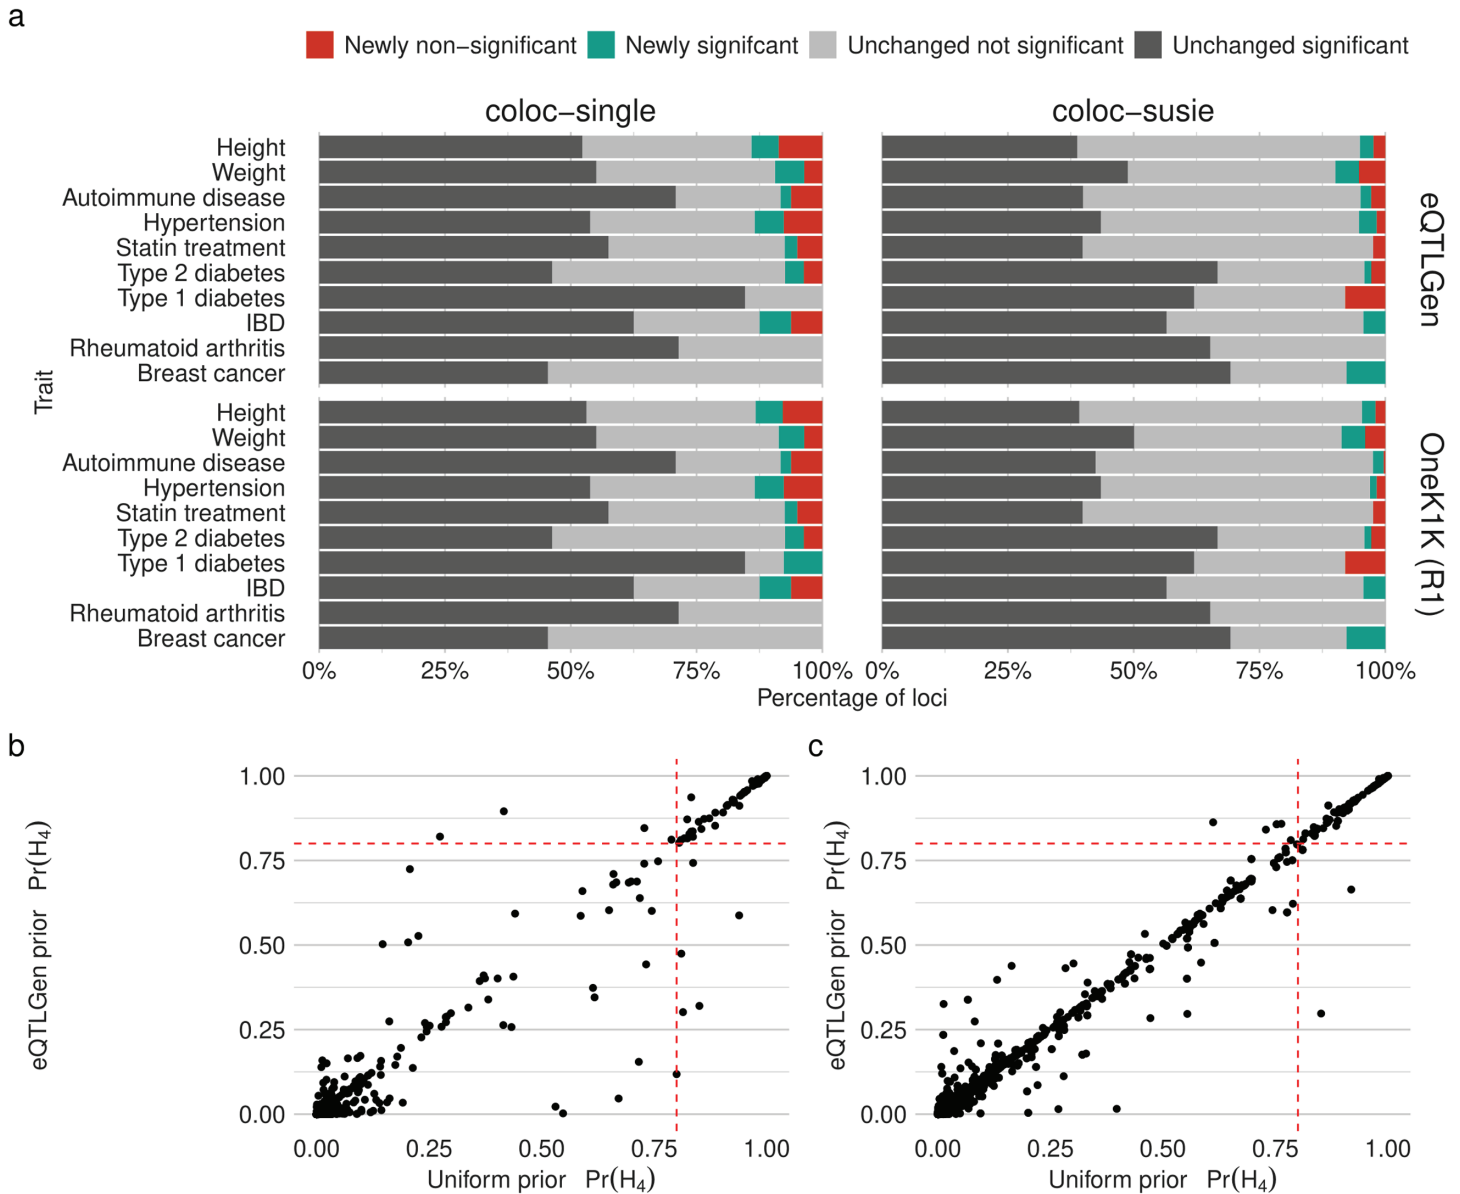 a
Newly non−significant Newly signifcant Unchanged not significant Unchanged significant
coloc−single coloc−susie
Height
Weight
Autoimmune disease
Hypertension
Statin treatment
Type 2 diabetes
Type 1 diabetes
IBD
Rheumatoid arthritis
Breast cancer
eQTLGen
Trait
Height
Weight
Autoimmune disease
Hypertension
Statin treatment
Type 2 diabetes
Type 1 diabetes
IBD
Rheumatoid arthritis
Breast cancer
OneK1K (R1)
0% 25% 50% 75% 100% 0% 25% 50% 75% 100%
Percentage of loci
b
1.00
0.75
0.50
0.25
0.00
eQTLGen prior Pr(H₄)
0.00 0.25 0.50 0.75 1.00
Uniform prior Pr(H₄)
c
1.00
0.75
0.50
0.25
0.00
eQTLGen prior Pr(H₄)
0.00 0.25 0.50 0.75 1.00
Uniform prior Pr(H₄)